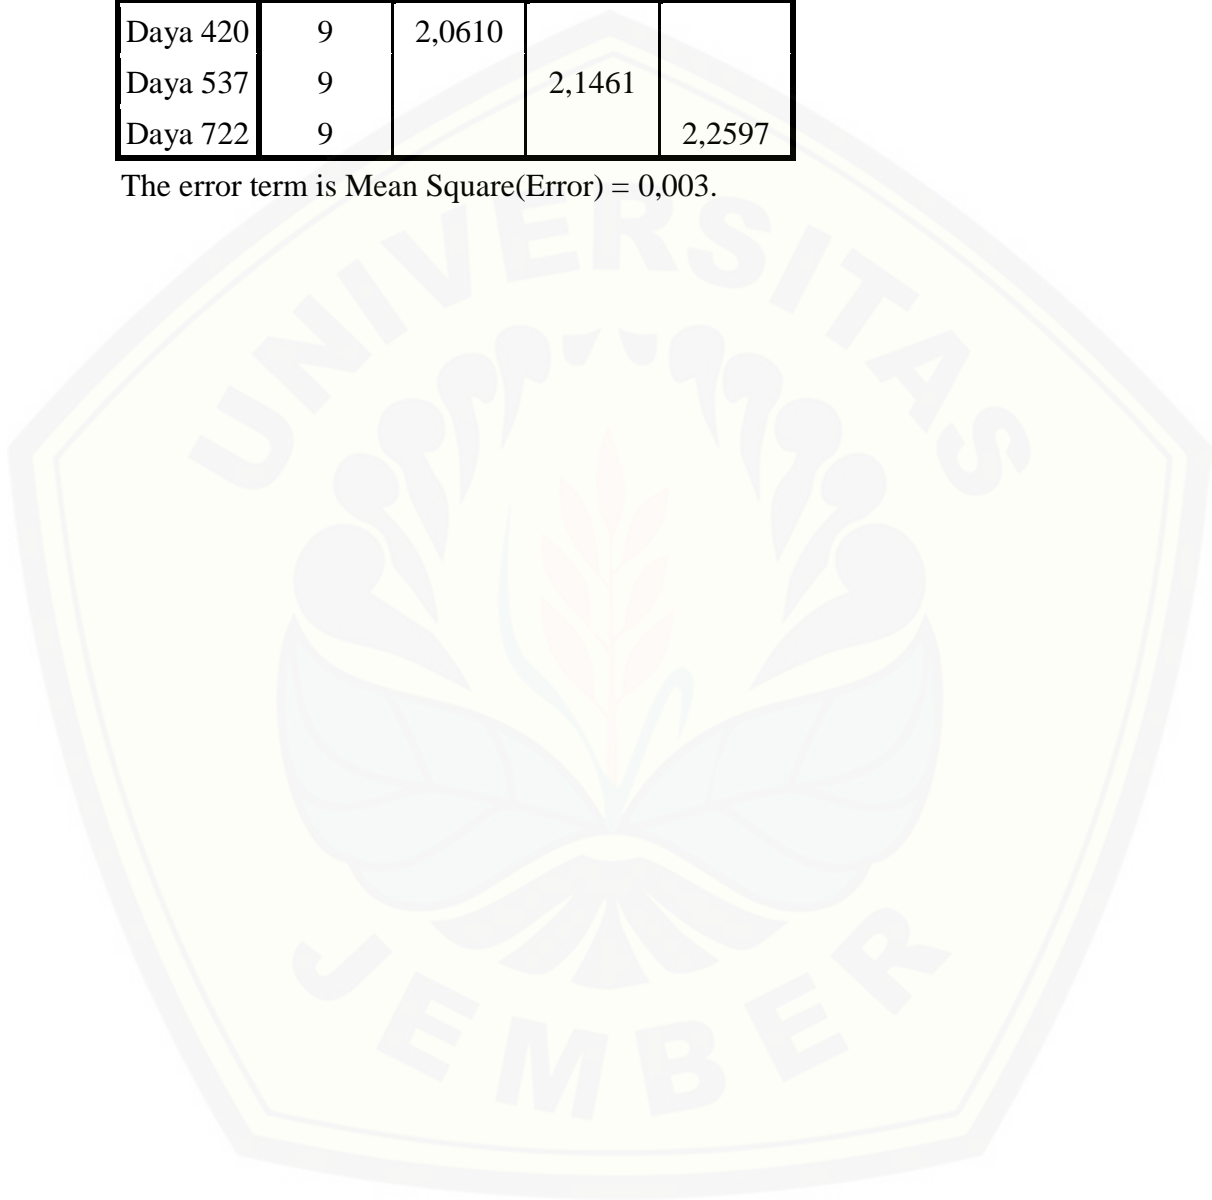 Daya 420 9 2,0610
Daya 537 9 2,1461
Daya 722 9 2,2597
The error term is Mean Square(Error) = 0,003.
UNIVERSITAS
JEMBER